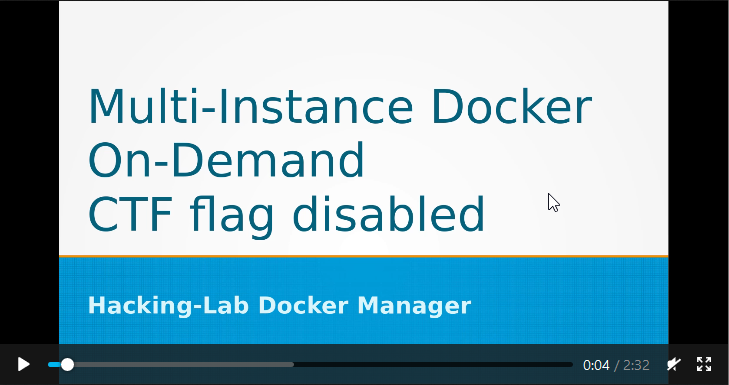 Multi-Instance Docker
On-Demand
CTF flag disabled
Hacking-Lab Docker Manager
0:04 / 2:32